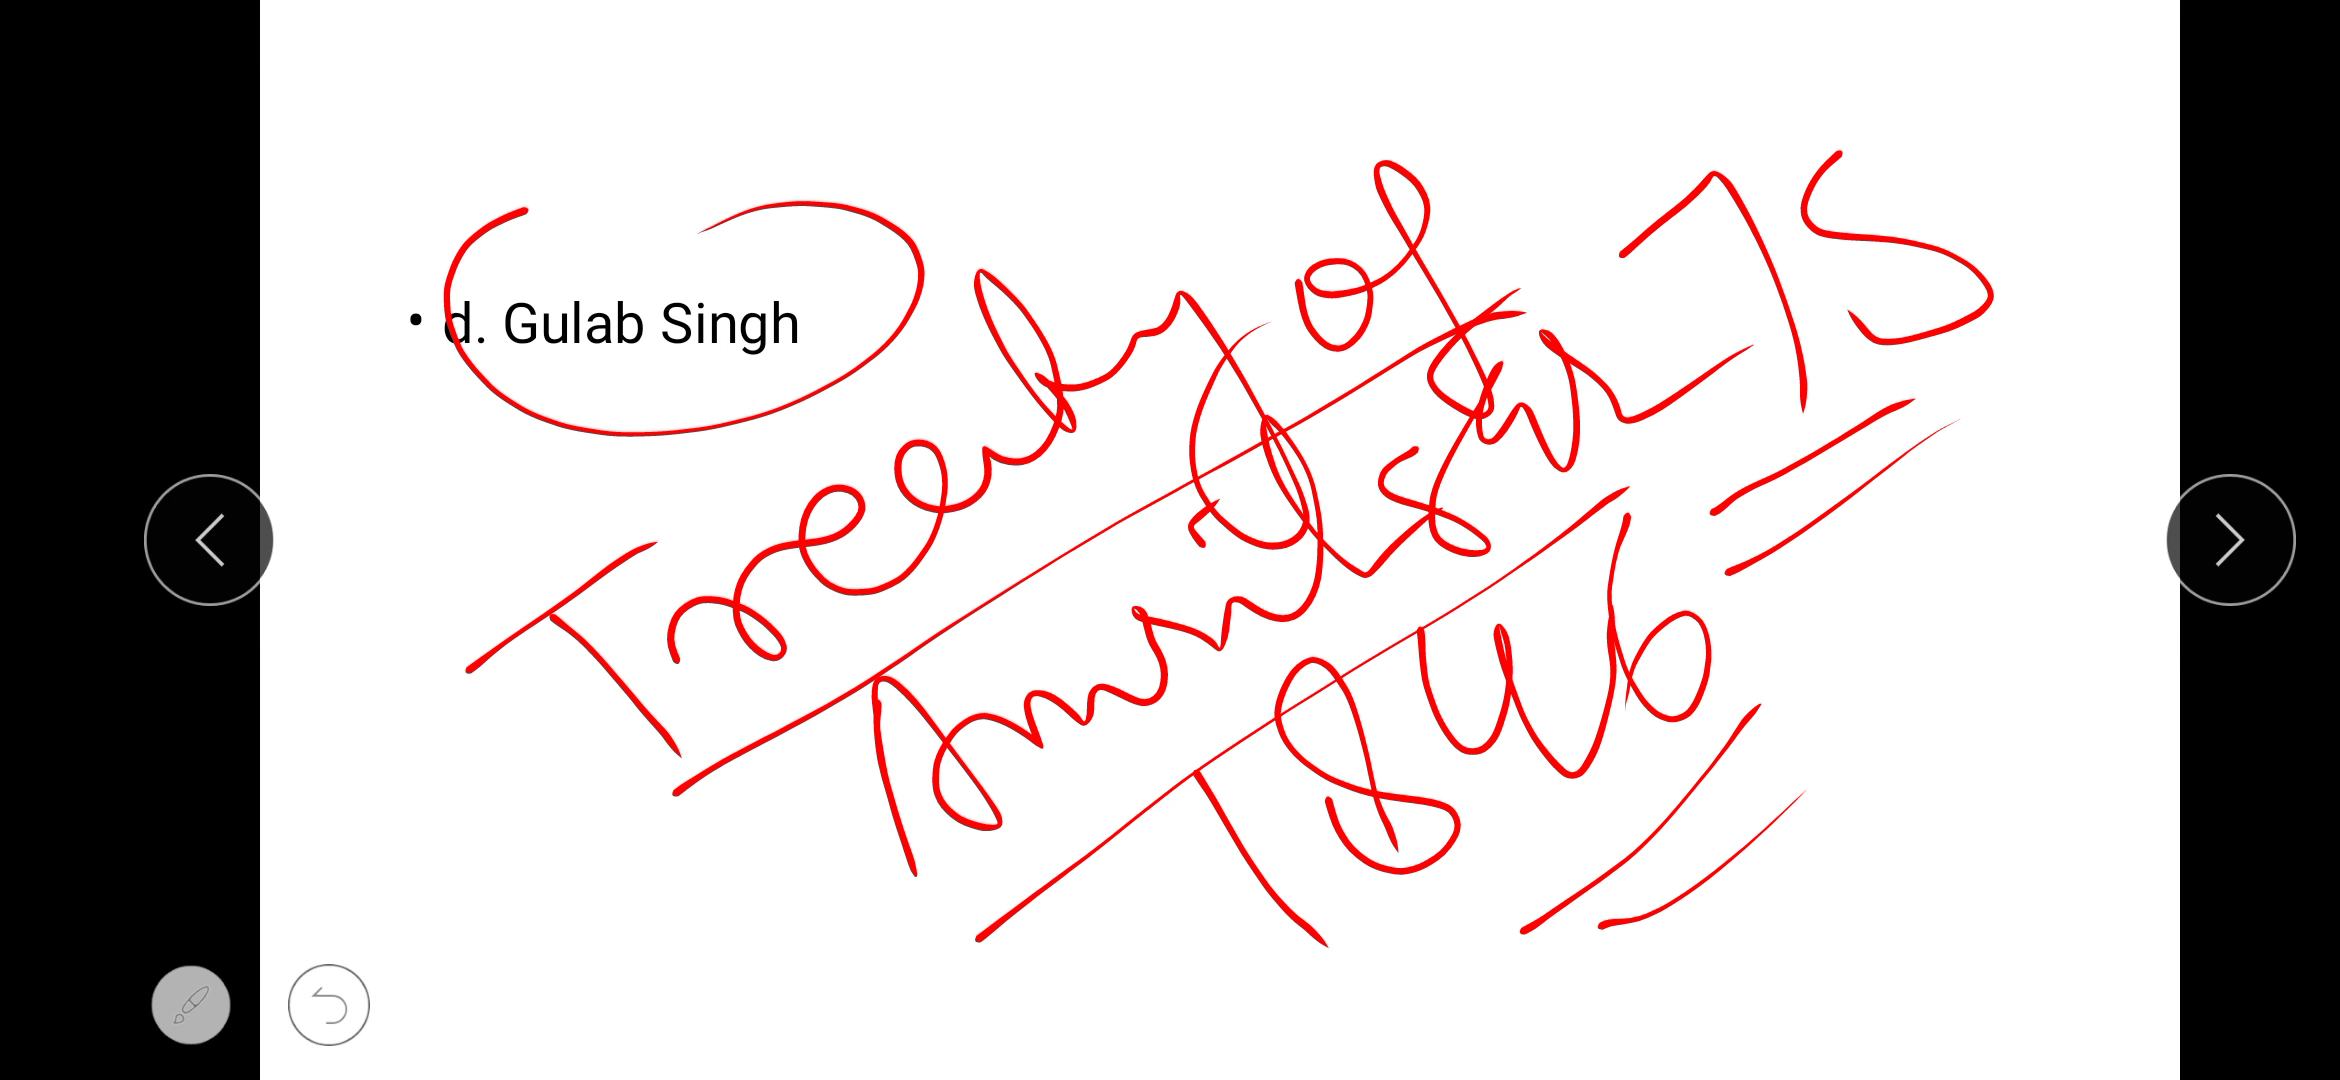 • d. Gulab Singh
Treaty of
Amritsar 75
1846